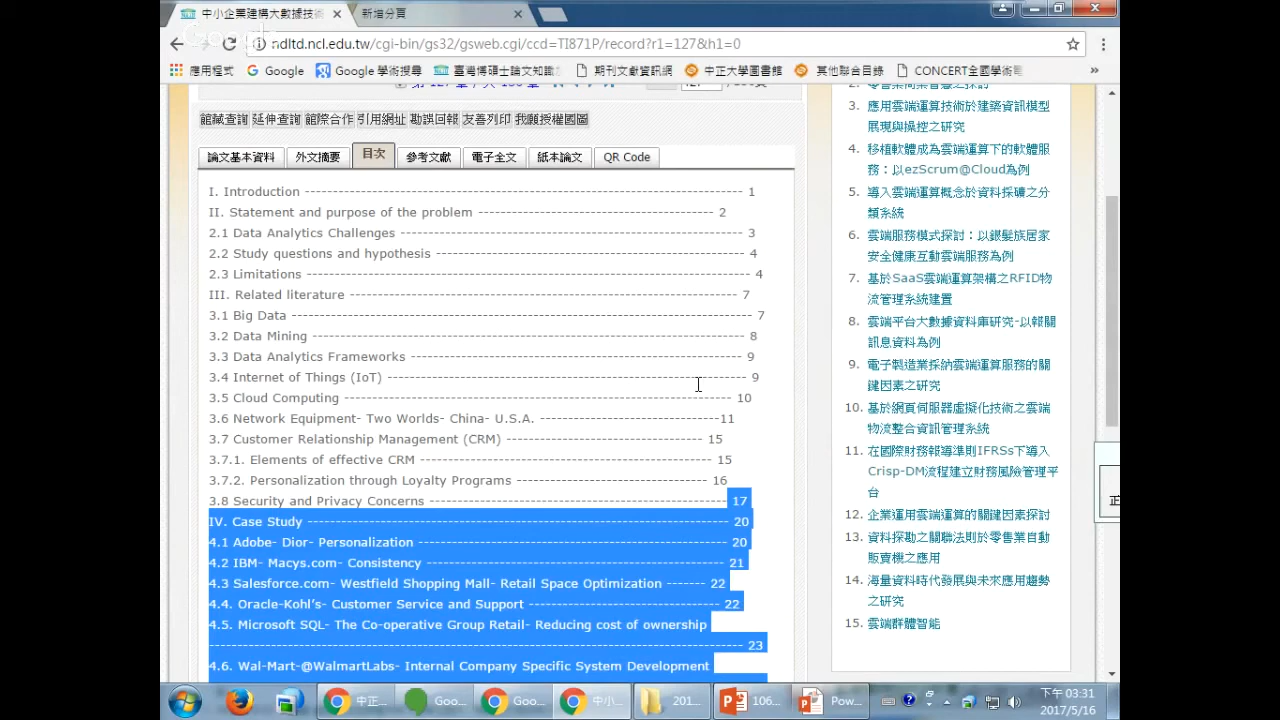 中小企業建構大數據技術
新增分頁
ndltd.ncl.edu.tw/cgi-bin/gs32/gsweb.cgi/ccd=TI871P/record?r1=127&h1=0
應用程式
Google
Google 學術搜尋
臺灣博碩士論文知識
期刊文獻資訊網
中正大學圖書館
其他聯合目錄
CONCERT全國學術
»
館藏查詢 延伸查詢 館際合作 引用網址 勘誤回報 友善列印 我願授權國圖
論文基本資料
外文摘要
目次
參考文獻
電子全文
紙本論文
QR Code
I. Introduction ---------------------------------------------------------------------- 1
II. Statement and purpose of the problem -------------------------------------- 2
2.1 Data Analytics Challenges -------------------------------------------------------- 3
2.2 Study questions and hypothesis --------------------------------------------------- 4
2.3 Limitations ------------------------------------------------------------------------ 4
III. Related literature -------------------------------------------------------------- 7
3.1 Big Data --------------------------------------------------------------------------- 7
3.2 Data Mining ----------------------------------------------------------------------- 8
3.3 Data Analytics Frameworks ------------------------------------------------------ 9
3.4 Internet of Things (IoT) --------------------------------------------------------- 9
3.5 Cloud Computing --------------------------------------------------------------- 10
3.6 Network Equipment- Two Worlds- China- U.S.A. -----------------------------11
3.7 Customer Relationship Management (CRM) -------------------------------- 15
3.7.1. Elements of effective CRM -------------------------------------------------- 15
3.7.2. Personalization through Loyalty Programs --------------------------------- 16
3.8 Security and Privacy Concerns ------------------------------------------------ 17
IV. Case Study ---------------------------------------------------------------------- 20
4.1 Adobe- Dior- Personalization --------------------------------------------------- 20
4.2 IBM- Macys.com- Consistency -------------------------------------------------- 21
4.3 Salesforce.com- Westfield Shopping Mall- Retail Space Optimization ------- 22
4.4. Oracle-Kohl's- Customer Service and Support -------------------------------- 22
4.5. Microsoft SQL- The Co-operative Group Retail- Reducing cost of ownership
---------------------------------------------------------------------------------------- 23
4.6. Wal-Mart-@WalmartLabs- Internal Company Specific System Development
3. 應用雲端運算技術於建築資訊模型
展現與操控之研究
4. 移植軟體成為雲端運算下的軟體服
務：以ezScrum@Cloud為例
5. 導入雲端運算概念於資料採礦之分
類系統
6. 雲端服務模式探討：以銀髮族居家
安全健康互動雲端服務為例
7. 基於SaaS雲端運算架構之RFID物
流管理系統建置
8. 雲端平台大數據資料庫研究-以報關
訊息資料為例
9. 電子製造業採納雲端運算服務的關
鍵因素之研究
10. 基於網頁伺服器虛擬化技術之雲端
物流整合資訊管理系統
11. 在國際財務報導準則IFRSs下導入
Crisp-DM流程建立財務風險管理平
台
12. 企業運用雲端運算的關鍵因素探討
13. 資料探勘之關聯法則於零售業自動
販賣機之應用
14. 海量資料時代發展與未來應用趨勢
之研究
15. 雲端群體智能
正
中正...
Goo...
Goo...
中小...
201...
106...
Pow...
下午 03:31
2017/5/16